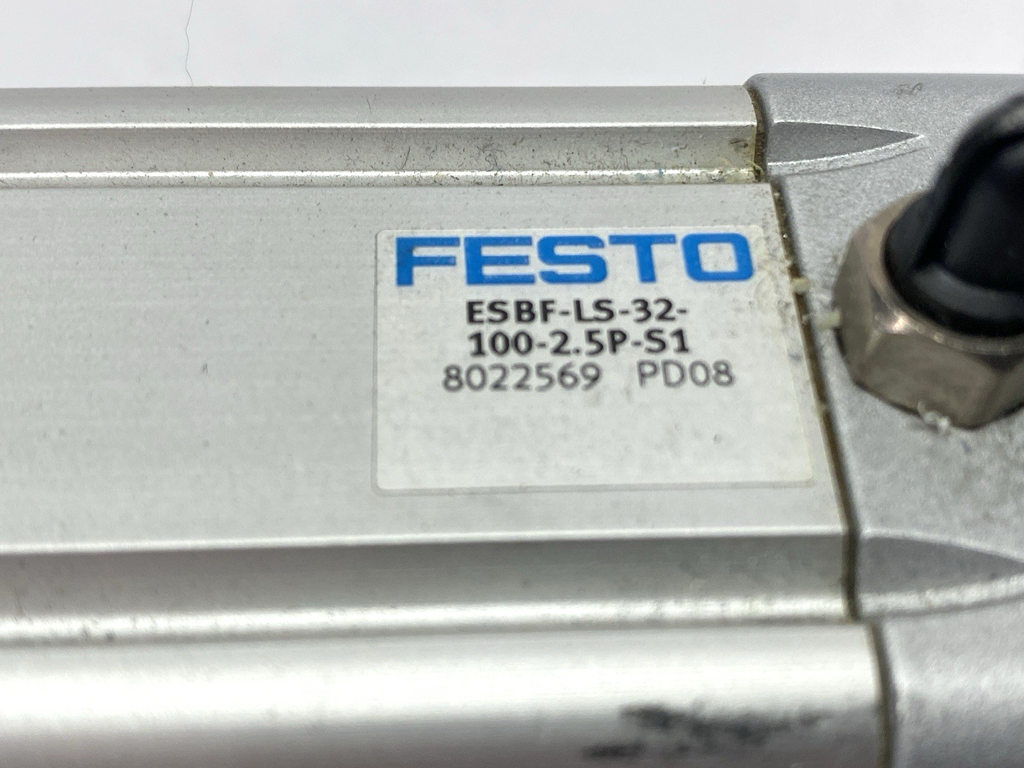 FESTO
ESBF-LS-32-
100-2.5P-S1
8022569 PD08